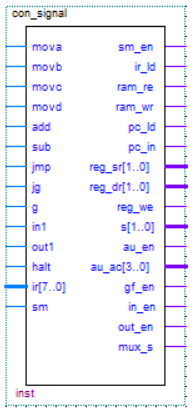 con_signal
mova sm_en
movb ir_ld
movc ram_re
movd ram_wr
add pc_ld
sub pc_in
jmp reg_sr[1..0]
jg reg_dr[1..0]
g reg_we
in1 s[1..0]
out1 au_en
halt au_ac[3..0]
ir[7..0] gf_en
sm in_en
out_en
mux_s
inst